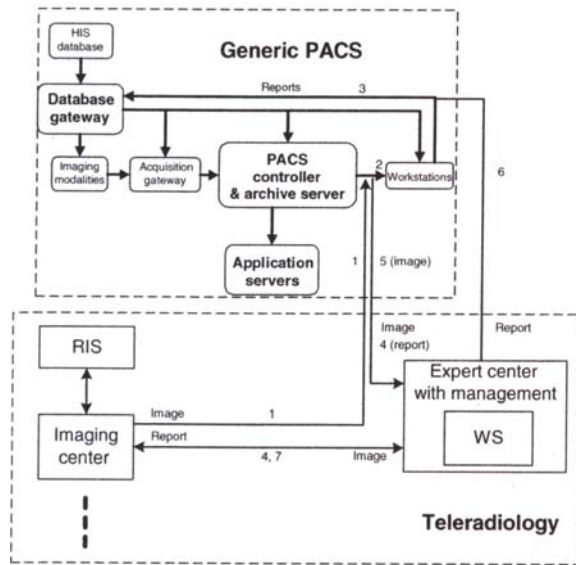 HIS
database
Generic PACS
Reports 3
Database
gateway
Imaging
modalities
Acquisition
gateway
PACS
controller
& archive server
2
Workstations
6
Application
servers
1
5 (image)
Image
4 (report)
Report
RIS
Expert center
with management
WS
Imaging
center
Image 1
Report
4, 7 Image
Teleradiology